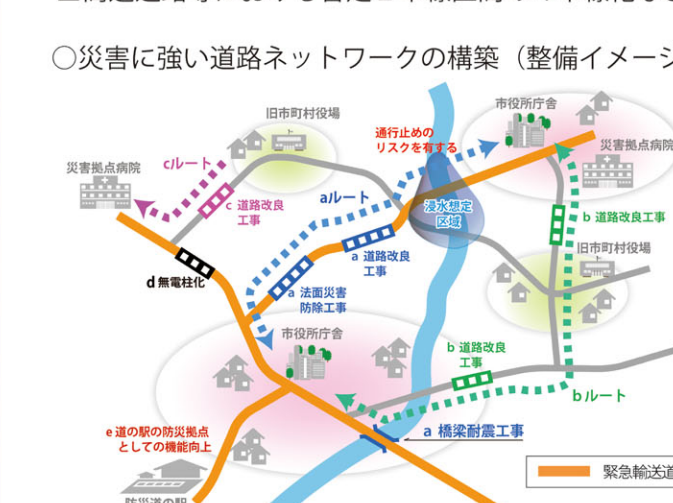 ○災害に強い道路ネットワークの構築（整備イメー
旧市町村役場
市役所庁舎
通行止めの
リスクを有する
災害拠点病院
cルート
災害拠点病院
aルート
c 道路改良
工事
浸水想定
区域
b 道路改良工事
旧市町村役場
a 道路改良
工事
d 無電柱化
a 法面災害
防除工事
市役所庁舎
b 道路改良
工事
bルート
e 道の駅の防災拠点
としての機能向上
a 橋梁耐震工事
緊急輸送道
防災道の駅